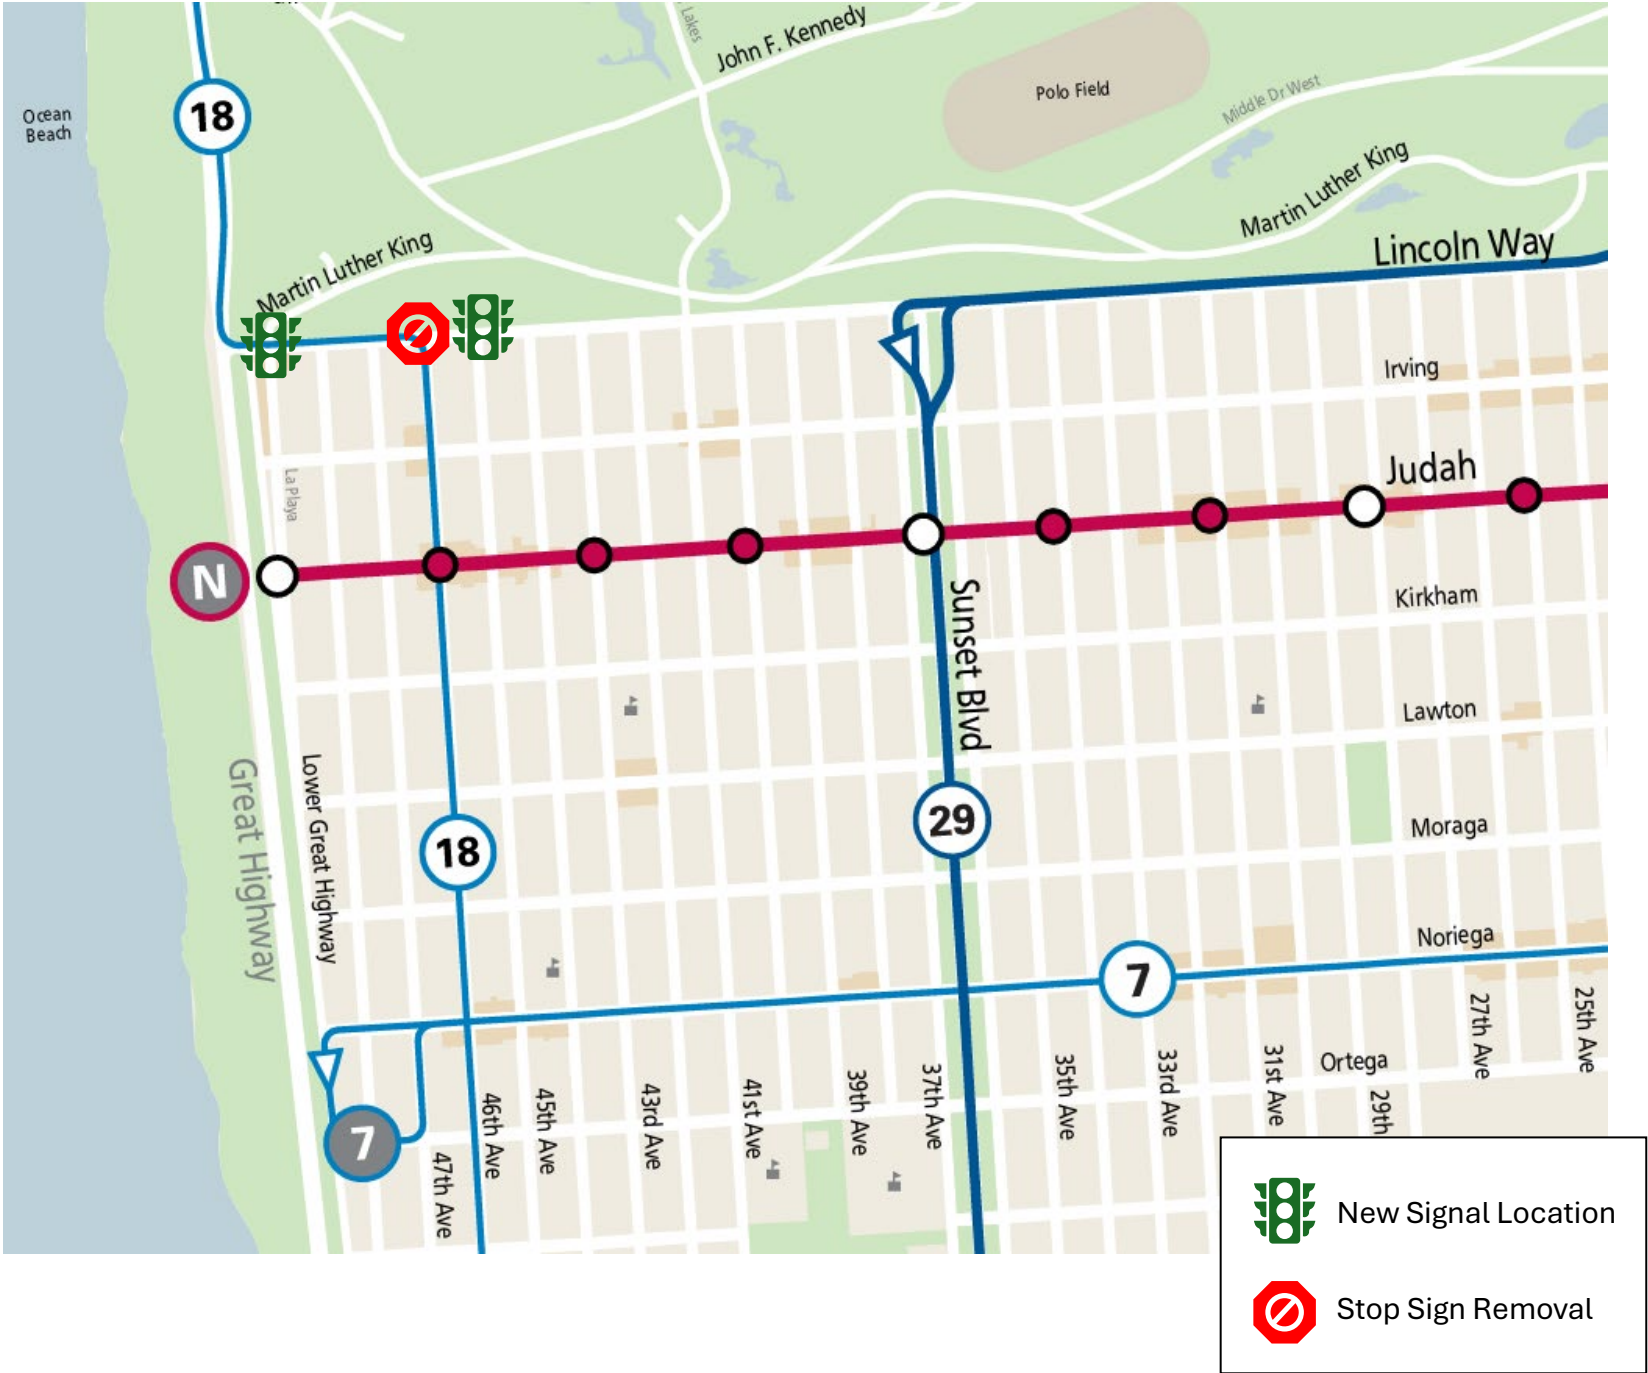 Lakes
John F. Kennedy
Ocean
Beach
18
Polo Field
Middle Dr West
Martin Luther King
Martin Luther King
Lincoln Way
Irving
La Playa
Judah
N
Sunset Blvd
Kirkham
Lawton
Great Highway
Lower Great Highway
18
29
Moraga
Noriega
7
7
47th Ave
46th Ave
45th Ave
43rd Ave
41st Ave
39th Ave
37th Ave
35th Ave
33rd Ave
31st Ave
Ortega
29th
27th Ave
25th Ave
New Signal Location
Stop Sign Removal